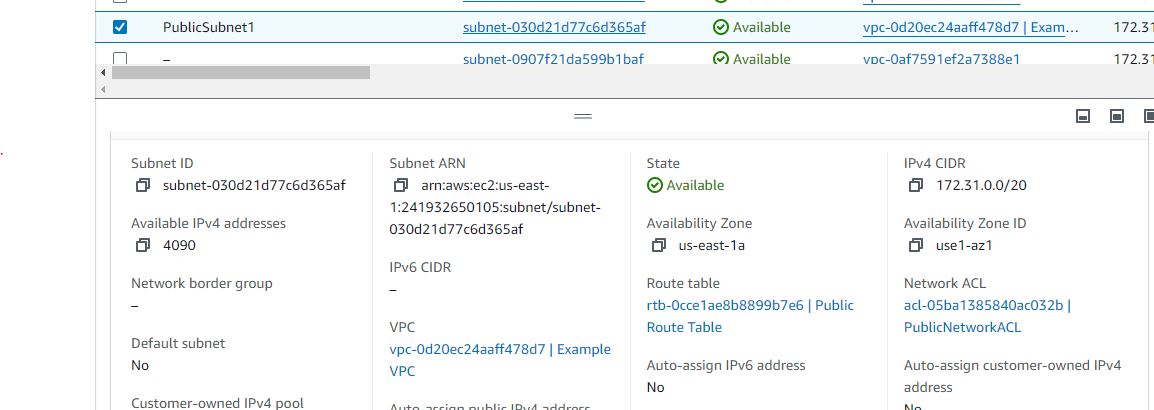 PublicSubnet1 subnet-030d21d77c6d365af Available vpc-0d20ec24aaff478d7 | Exam… 172.31
– subnet-0907f21da599b1baf Available vpc-0af7591ef2a7388e1 172.31
Subnet ID
subnet-030d21d77c6d365af
Available IPv4 addresses
4090
Network border group
–
Default subnet
No
Customer-owned IPv4 pool
Subnet ARN
arn:aws:ec2:us-east-
1:241932650105:subnet/subnet-
030d21d77c6d365af
IPv6 CIDR
–
VPC
vpc-0d20ec24aaff478d7 | Example
VPC
Auto-assign public IPv4 address
State
Available
Availability Zone
us-east-1a
Route table
rtb-0cce1ae8b8899b7e6 | Public
Route Table
Auto-assign IPv6 address
No
IPv4 CIDR
172.31.0.0/20
Availability Zone ID
use1-az1
Network ACL
acl-05ba1385840ac032b |
PublicNetworkACL
Auto-assign customer-owned IPv4
address
No